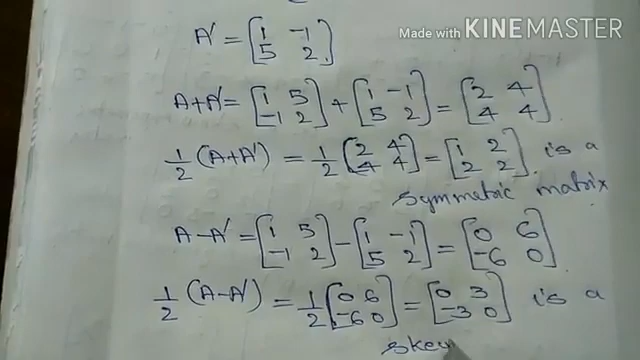 Made with KINEMASTER
A' = [1 -1
5 2]
A+A' = [1 5
-1 2] + [1 -1
5 2] = [2 4
4 4]
1/2 (A+A') = 1/2 [2 4
4 4] = [1 2
2 2] is a
symmetric matrix
A-A' = [1 5
-1 2] - [1 -1
5 2] = [0 6
-6 0]
1/2 (A-A') = 1/2 [0 6
-6 0] = [0 3
-3 0] is a
skew